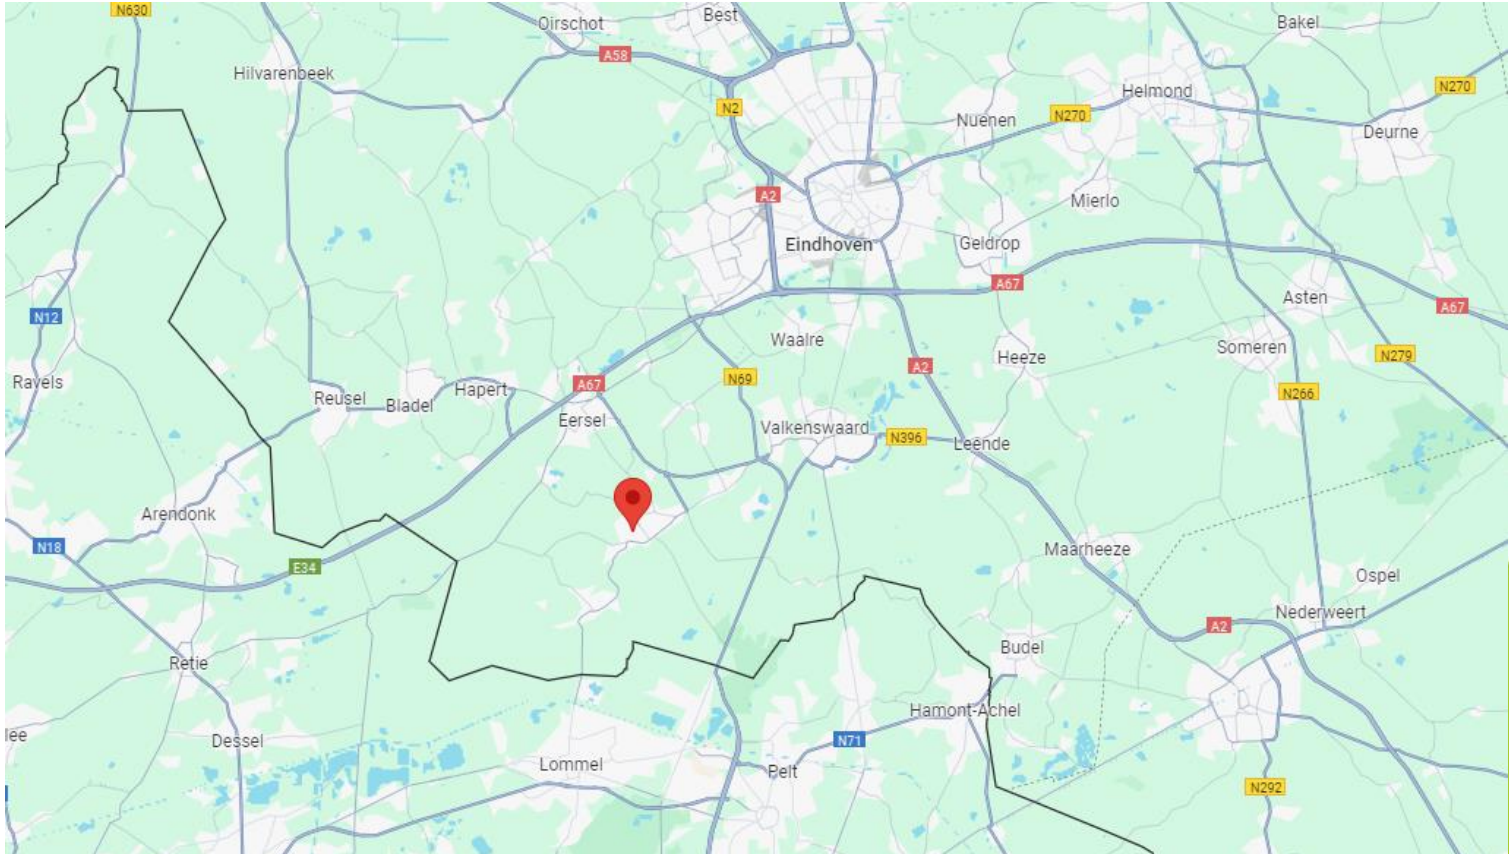 N630
Oirschot
Best
Bakel
A58
Hilvarenbeek
N270
Helmond
N2
N270
Nuenen
Deurne
A2
Mierlo
Eindhoven
Geldrop
A67
Asten
A67
N12
Waalre
Someren
Heeze
N279
A2
Ravels
N69
A67
Hapert
N266
Reusel
Bladel
Eersel
Valkenswaard
N396
Leende
Arendonk
N18
Maarheeze
E34
Ospel
Nederweert
A2
Budel
Retie
Hamont-Achel
lee
Dessel
N71
Lommel
Pelt
N292